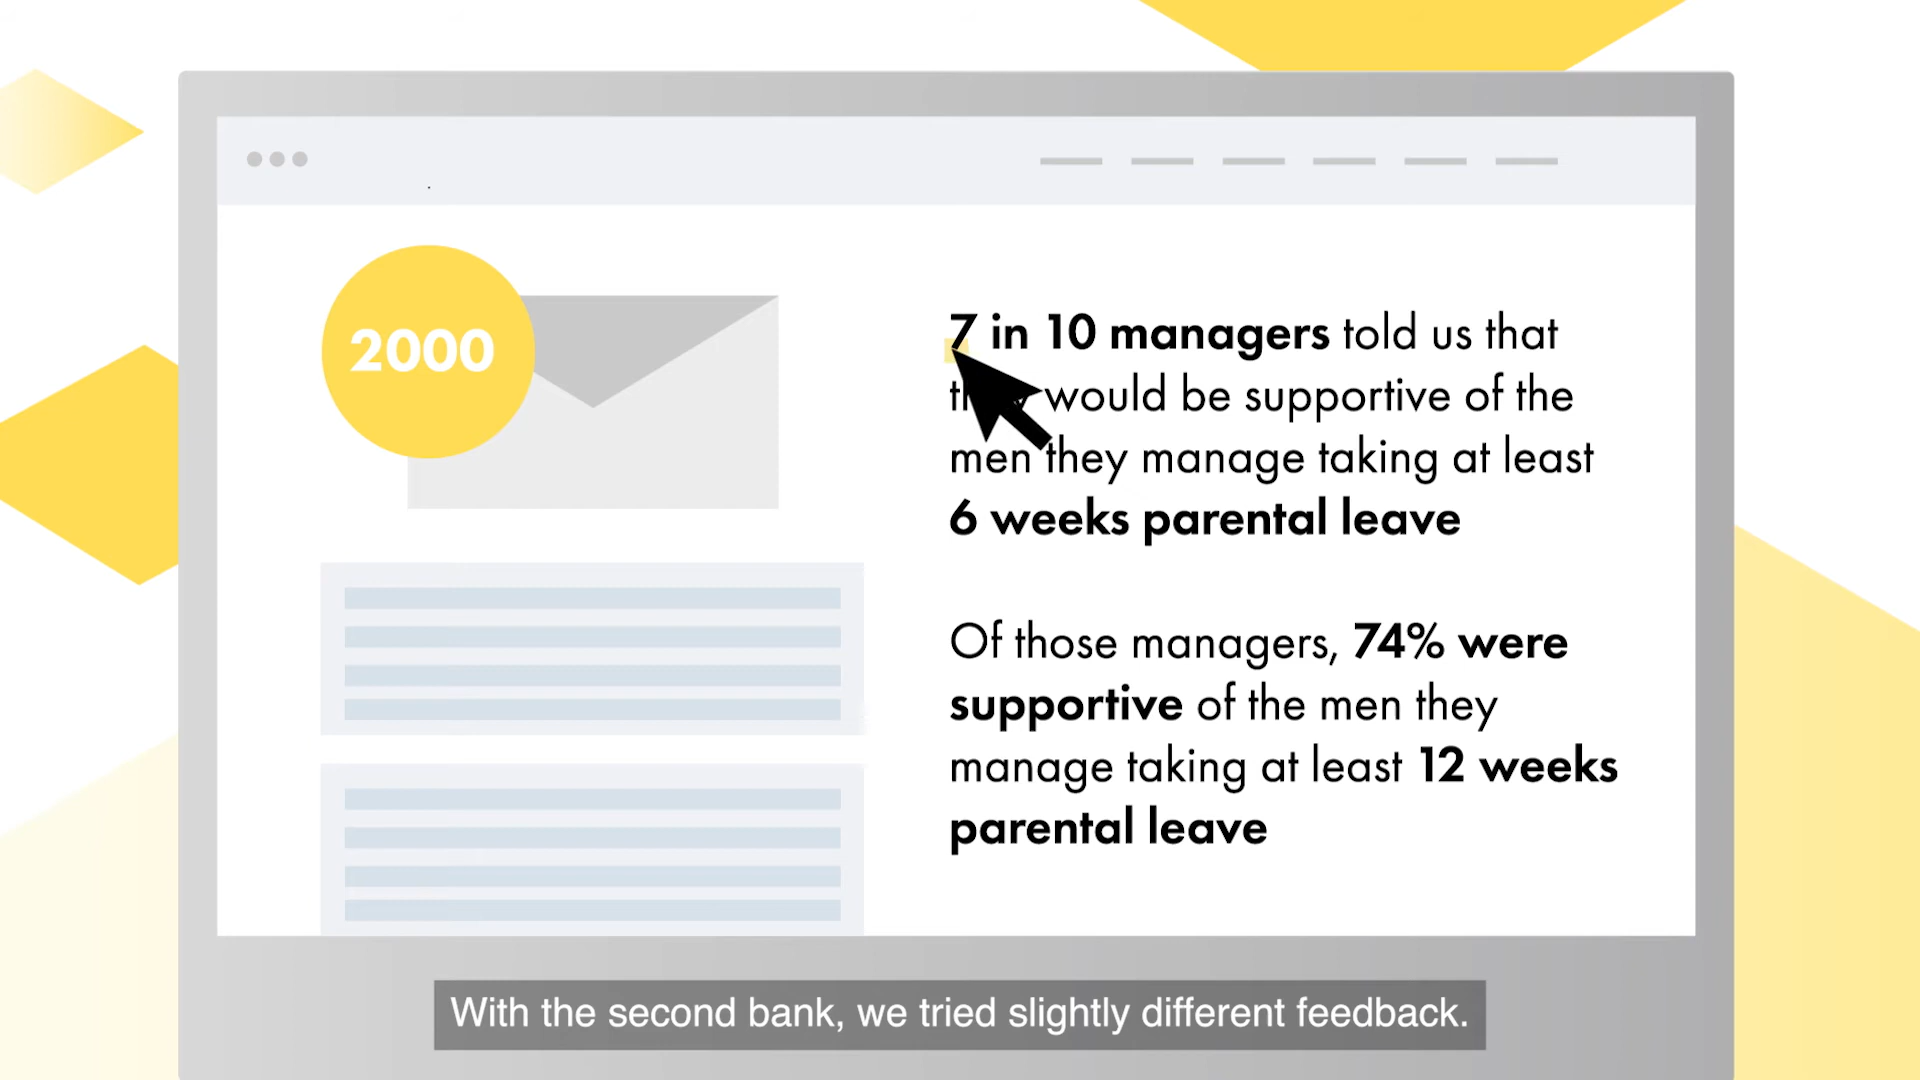 2000
7 in 10 managers told us that
would be supportive of the
men they manage taking at least
6 weeks parental leave
Of those managers, 74% were
supportive of the men they
manage taking at least 12 weeks
parental leave
With the second bank, we tried slightly different feedback.